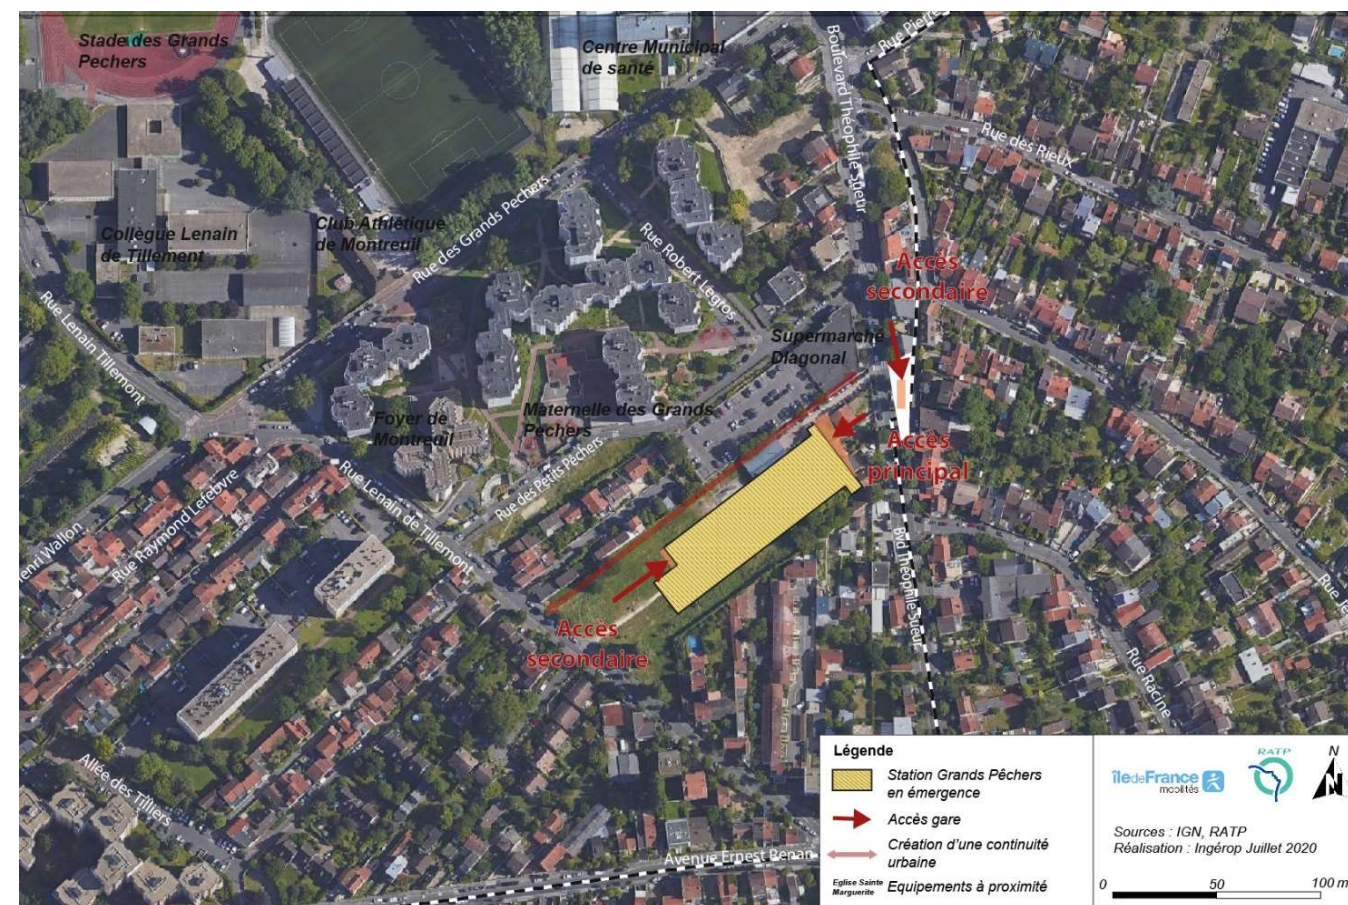 Stade des Grands
Pechers
Centre Municipal
de santé
Boulevard Théophile Sueur
Rue Pierre
Rue des Rieux
Collègue Lenain
de Tillement
Club Athlétique
de Montreuil
Rue des Grands Pechers
Rue Robert Legros
Accès
secondaire
Rue Lenain Tillemont
Supermarché
Diagonal
Foyer de
Montreuil
Maternelle des Grands
Pechers
Accès
principal
Rue des Petits Pechers
Rue Lenain de Tillemont
Henri Wallon
Rue Raymond Lefebvre
Bvd Théophile Sueur
Accès
secondaire
Rue Racine
Allée des Tilliers
Avenue Ernest Renan
Légende
Station Grands Pêchers
en émergence
Accès gare
Création d'une continuité
urbaine
Eglise Sainte
Marguerite
Equipements à proximité
îledeFrance
mobilités
RATP
N
Sources : IGN, RATP
Réalisation : Ingérop Juillet 2020
0 50 100 m